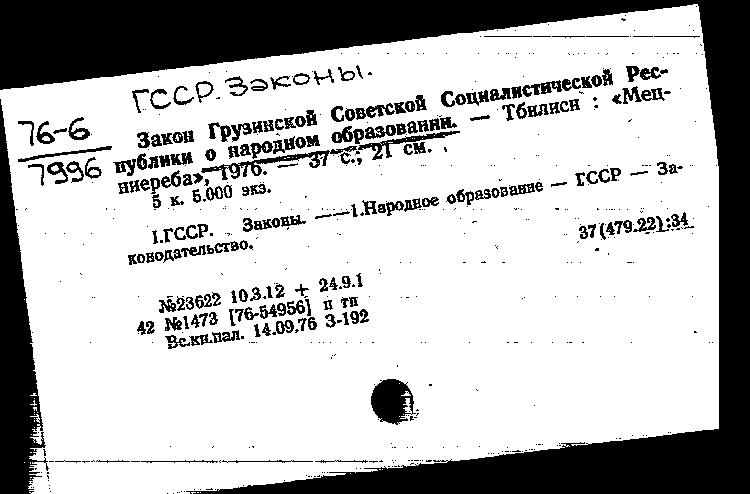 ГССР. Законы.
76-6
7996
Закон Грузинской Советской Социалистической Рес-
публики о народном образовании. — Тбилиси : «Мец-
ниереба», 1976. — 37 с.; 21 см.
5 к. 5.000 экз.
I.ГССР. Законы. ——1.Народное образование — ГССР — За-
конодательство.
37(479.22):34
№23622 10.3.12 + 24.9.1
42 №1473 [76-54956] п тп
Вс.кн.пал. 14.09.76 З-192